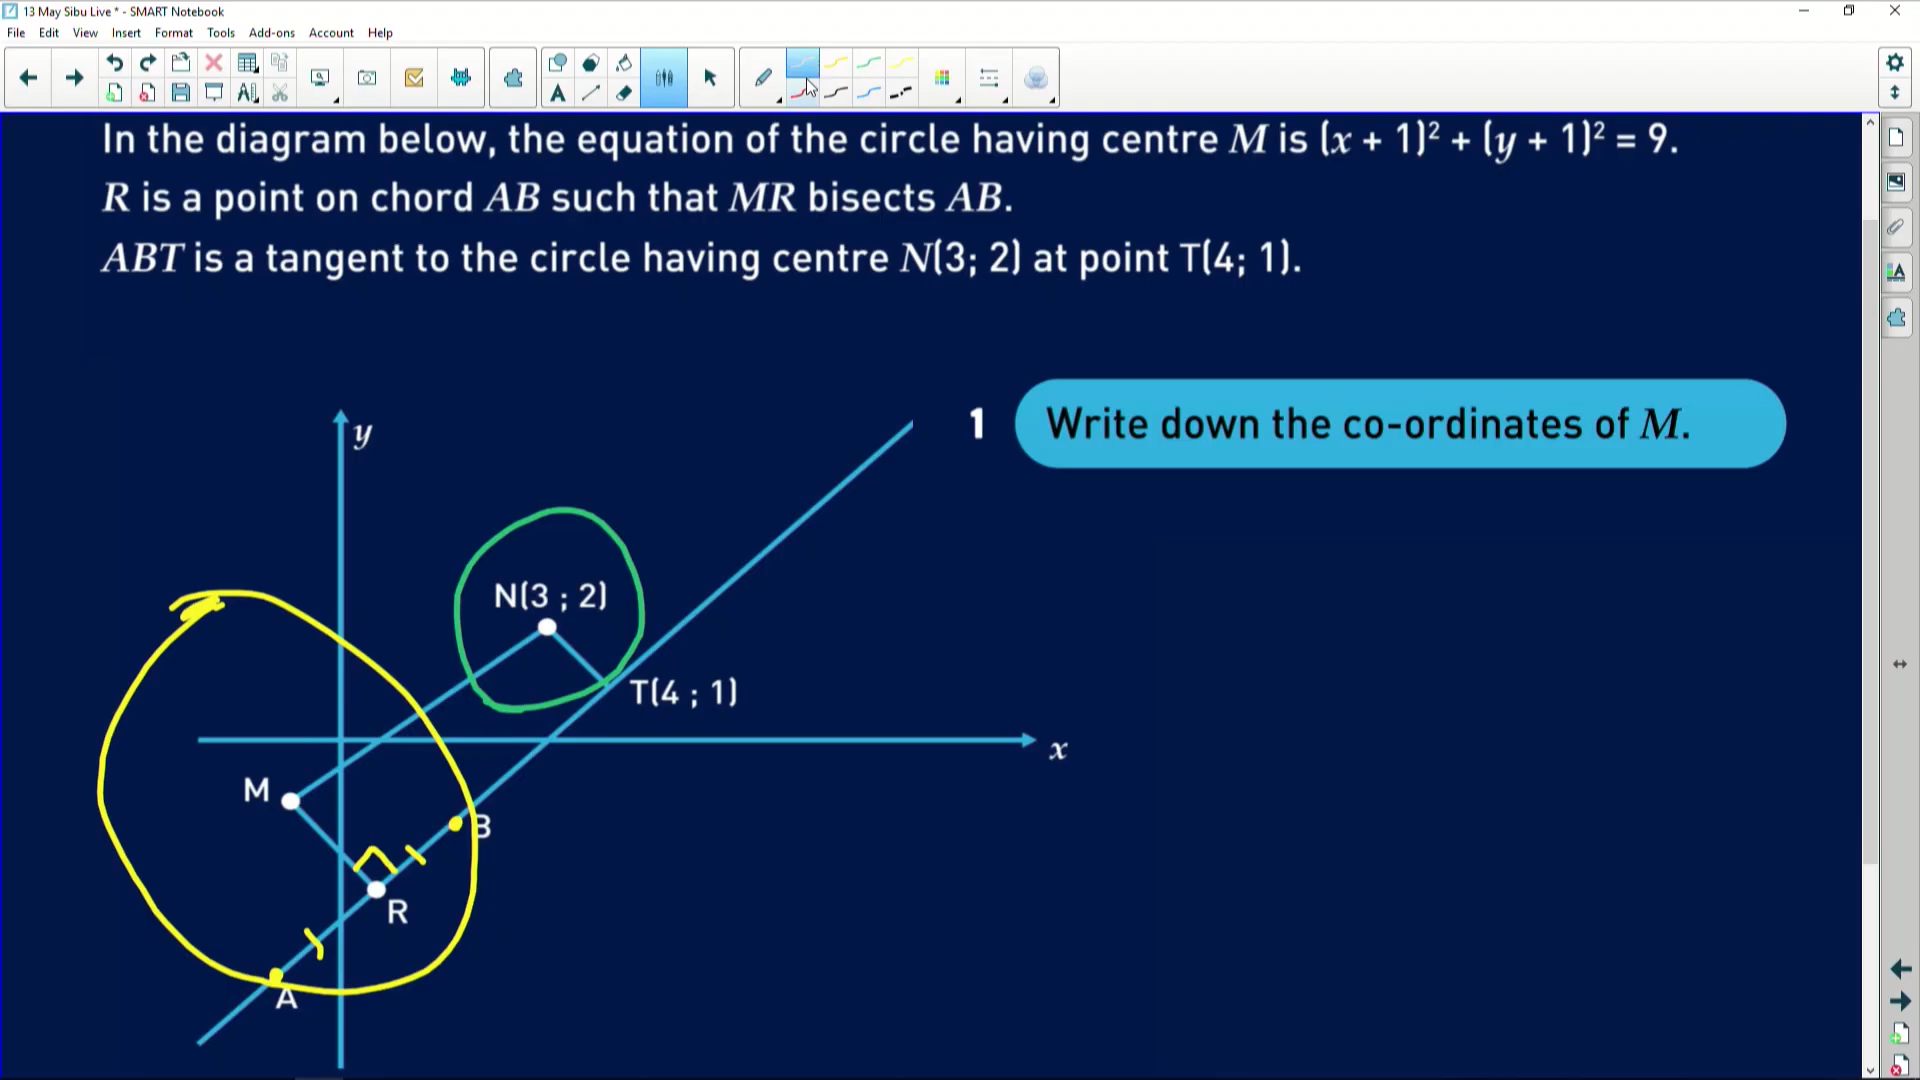 13 May Sibu Live * - SMART Notebook
File Edit View Insert Format Tools Add-ons Account Help
In the diagram below, the equation of the circle having centre M is (x + 1)² + (y + 1)² = 9.
R is a point on chord AB such that MR bisects AB.
ABT is a tangent to the circle having centre N(3; 2) at point T(4; 1).
1 Write down the co-ordinates of M.
y
N(3 ; 2)
T(4 ; 1)
x
M
B
R
A